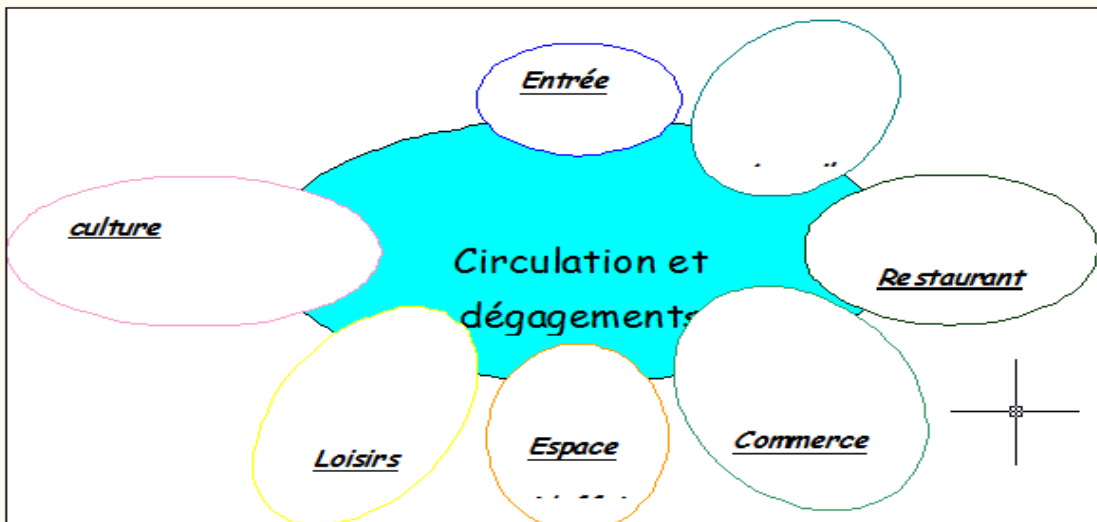 Entrée
culture
Circulation et
dégagements
Restaurant
Loisirs
Espace
Commerce